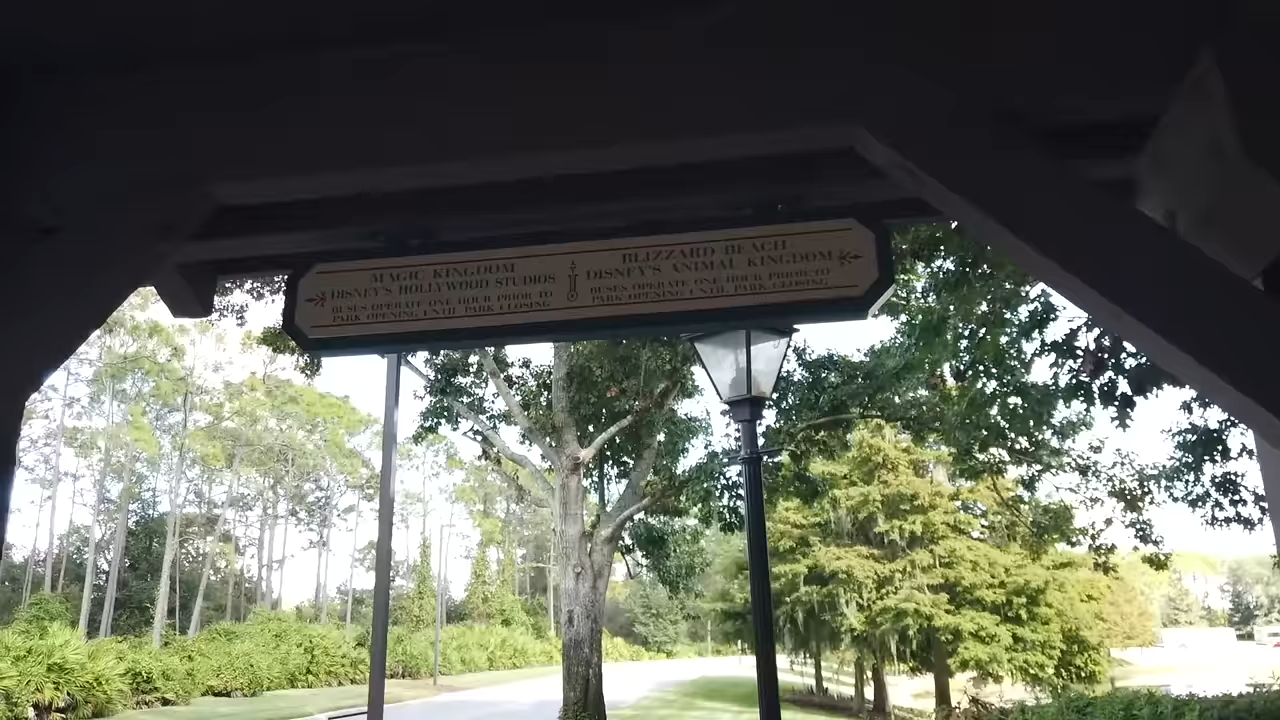 MAGIC KINGDOM
DISNEY'S HOLLYWOOD STUDIOS
BUSES OPERATE ONE HOUR PRIOR TO
PARK OPENING UNTIL PARK CLOSING
BLIZZARD BEACH
DISNEY'S ANIMAL KINGDOM
BUSES OPERATE ONE HOUR PRIOR TO
PARK OPENING UNTIL PARK CLOSING